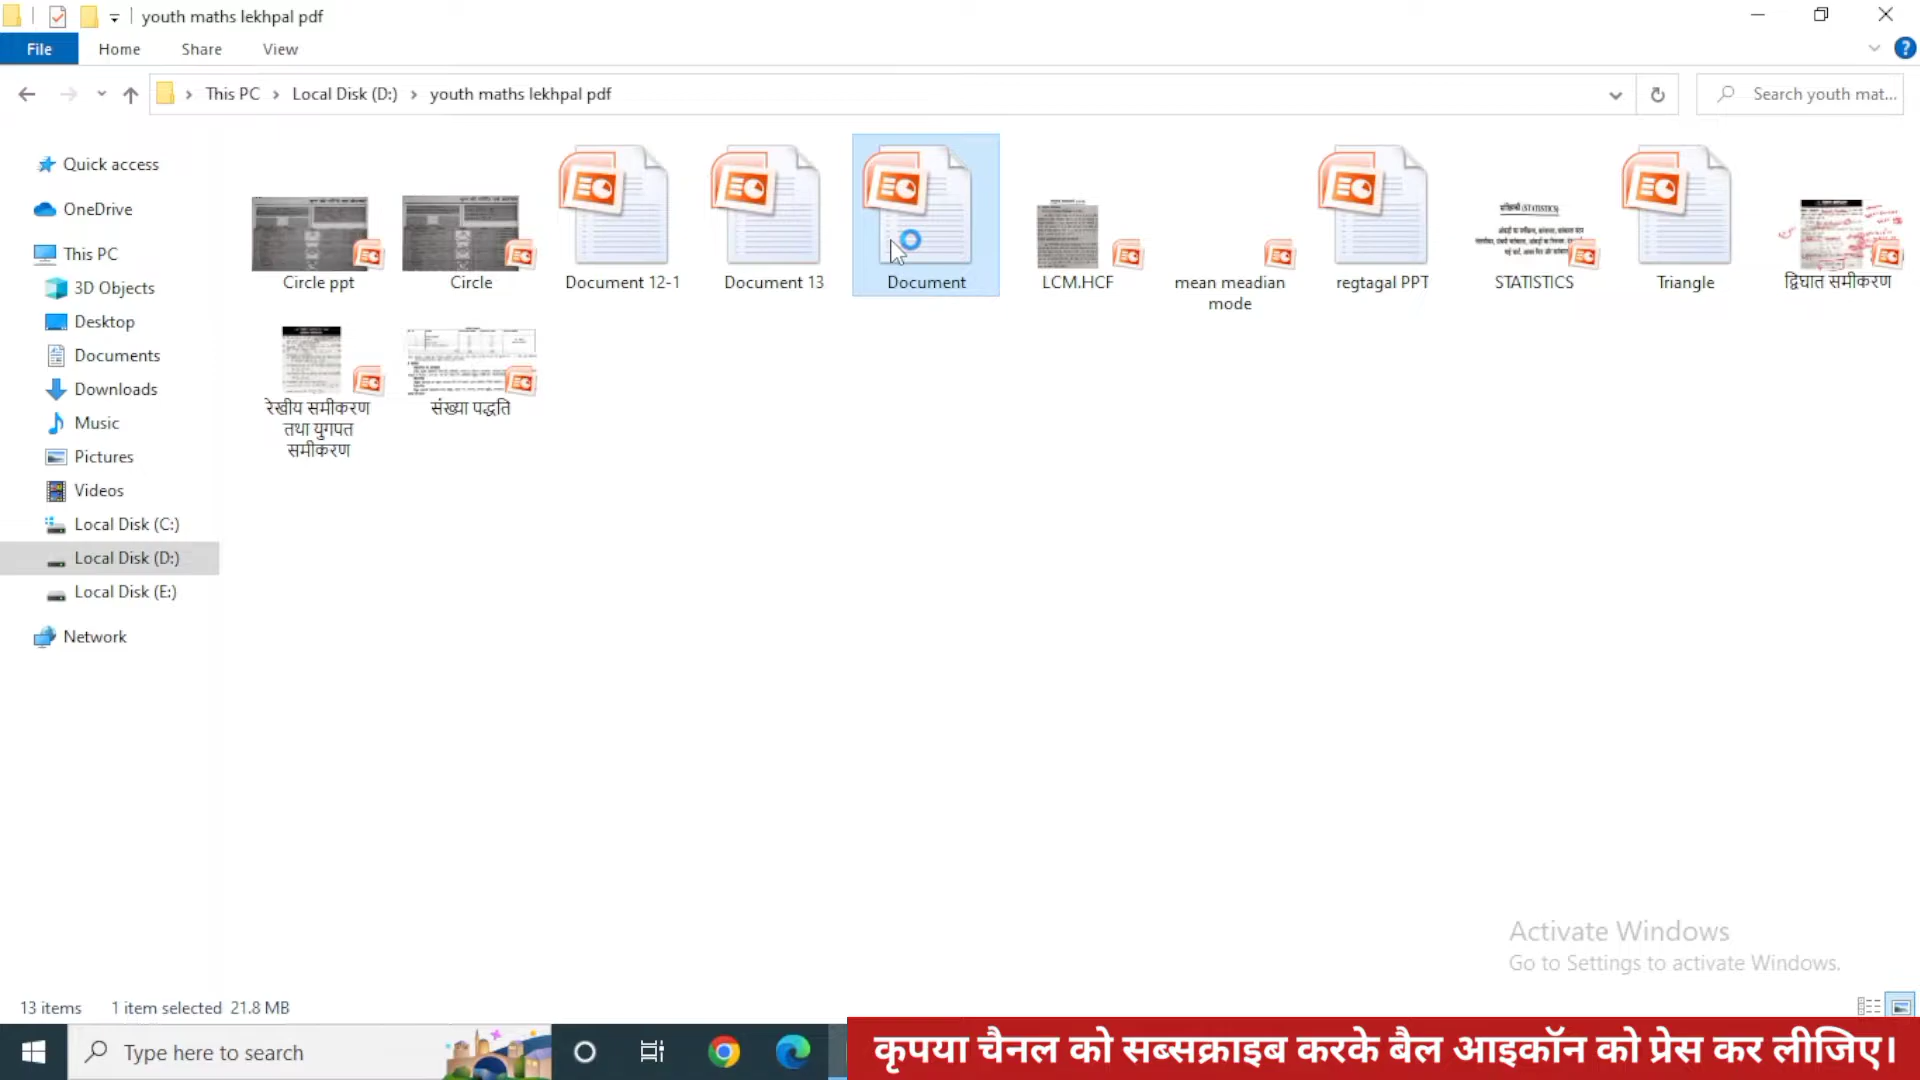 youth maths lekhpal pdf
File Home Share View
This PC Local Disk (D:) youth maths lekhpal pdf
Search youth mat...
Quick access
OneDrive
This PC
3D Objects
Desktop
Documents
Downloads
Music
Pictures
Videos
Local Disk (C:)
Local Disk (D:)
Local Disk (E:)
Network
Circle ppt
Circle
Document 12-1
Document 13
Document
LCM.HCF
mean meadian
mode
regtagal PPT
सांख्यिकी (STATISTICS)
STATISTICS
Triangle
द्विघात समीकरण
रेखीय समीकरण
तथा युगपत
समीकरण
संख्या पद्धति
Activate Windows
Go to Settings to activate Windows.
13 items 1 item selected 21.8 MB
Type here to search
कृपया चैनल को सब्सक्राइब करके बैल आइकॉन को प्रेस कर लीजिए।